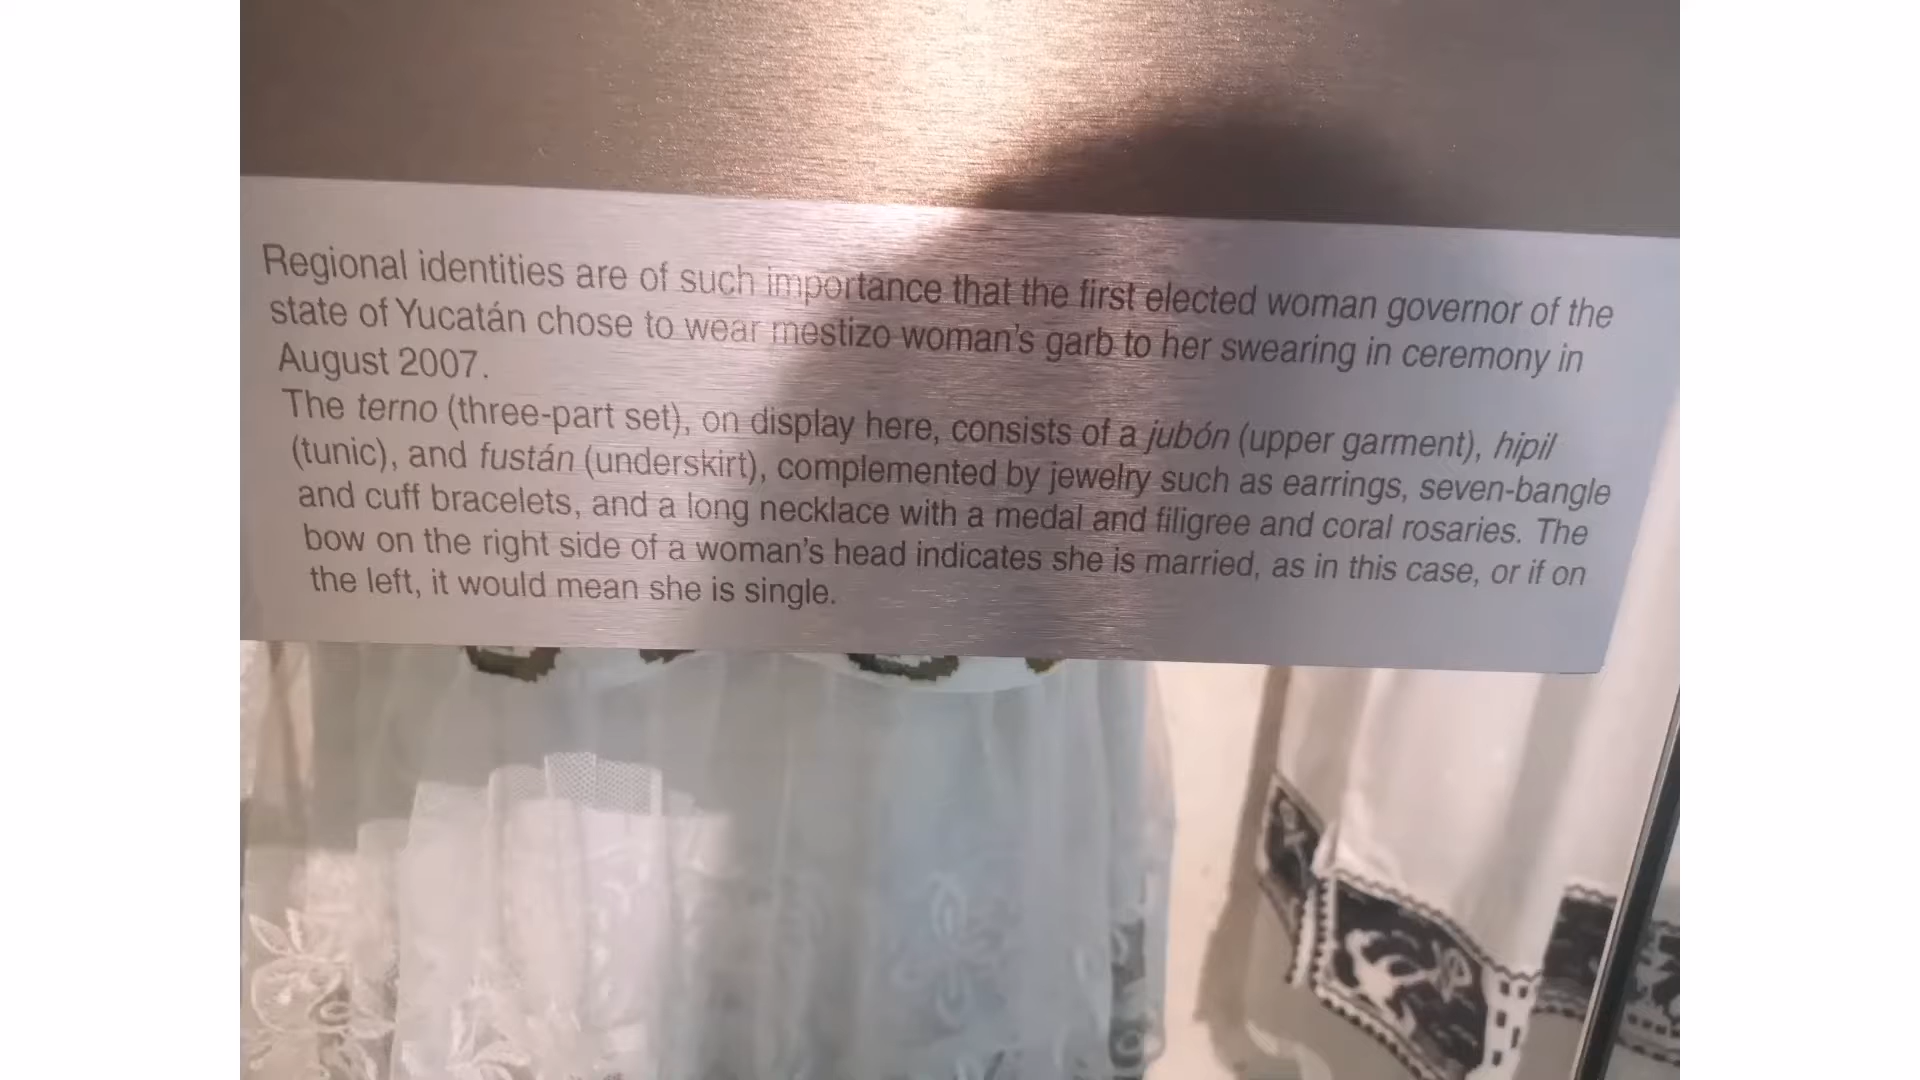 Regional identities are of such importance that the first elected woman governor of the
state of Yucatán chose to wear mestizo woman's garb to her swearing in ceremony in
August 2007.
The terno (three-part set), on display here, consists of a jubón (upper garment), hipil
(tunic), and fustán (underskirt), complemented by jewelry such as earrings, seven-bangle
and cuff bracelets, and a long necklace with a medal and filigree and coral rosaries. The
bow on the right side of a woman's head indicates she is married, as in this case, or if on
the left, it would mean she is single.